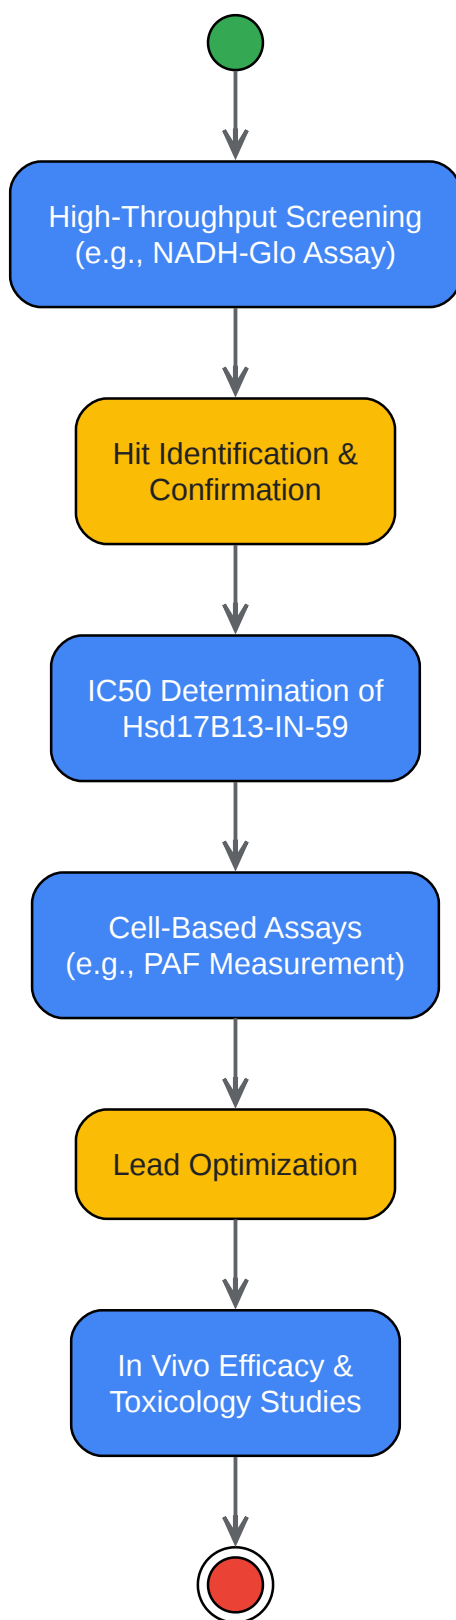 High-Throughput Screening
(e.g., NADH-Glo Assay)
Hit Identification &
Confirmation
IC50 Determination of
Hsd17B13-IN-59
Cell-Based Assays
(e.g., PAF Measurement)
Lead Optimization
In Vivo Efficacy &
Toxicology Studies